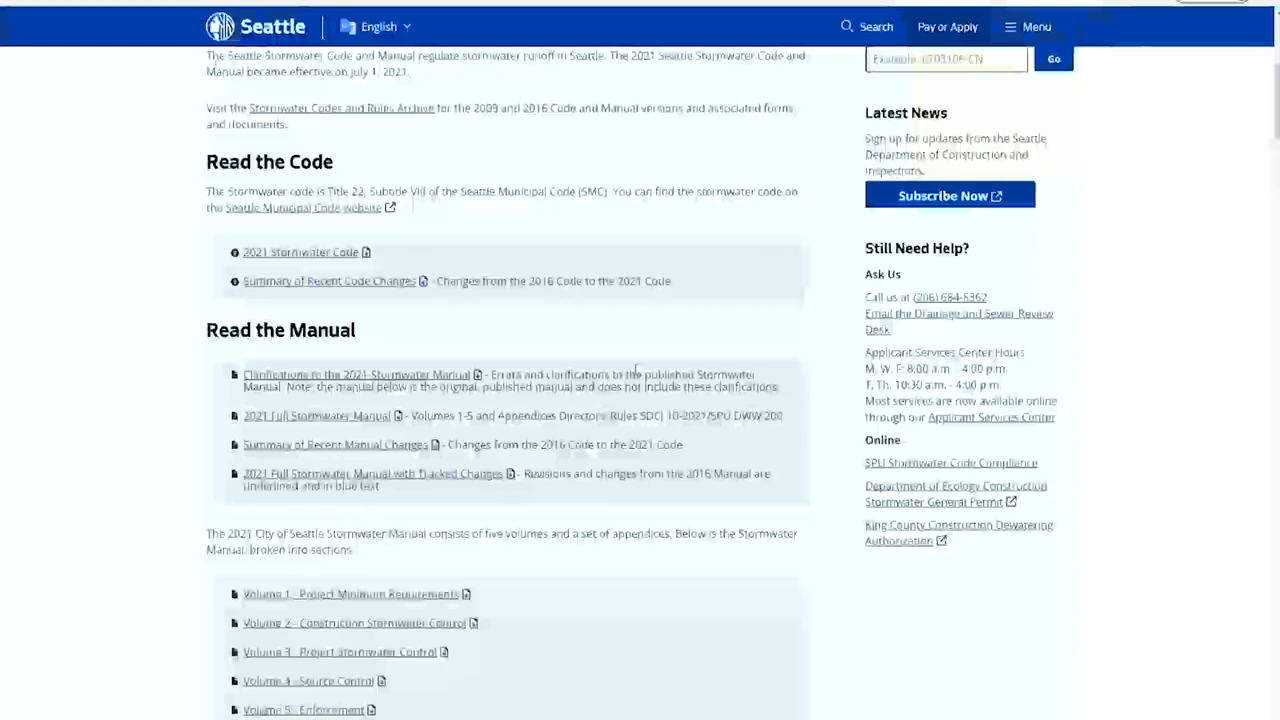 Seattle
English
Search
Pay or Apply
Menu
The Seattle Stormwater Code and Manual regulate stormwater runoff in Seattle. The 2021 Seattle Stormwater Code and
Manual became effective on July 1, 2021.
Example: 0703106-CN
Go
Visit the Stormwater Codes and Rules Archive for the 2009 and 2016 Code and Manual versions and associated forms
and documents.
Read the Code
The Stormwater code is Title 22, Subtitle VIII of the Seattle Municipal Code (SMC). You can find the stormwater code on
the Seattle Municipal Code website
2021 Stormwater Code
Summary of Recent Code Changes - Changes from the 2016 Code to the 2021 Code
Read the Manual
Clarifications to the 2021 Stormwater Manual - Errata and clarifications to the published Stormwater
Manual. Note: the manual below is the original, published manual and does not include these clarifications.
2021 Full Stormwater Manual - Volumes 1-5 and Appendices Directors' Rules SDCI 10-2021/SPU DWW 200
Summary of Recent Manual Changes - Changes from the 2016 Code to the 2021 Code
2021 Full Stormwater Manual with Tracked Changes - Revisions and changes from the 2016 Manual are
underlined and in blue text
The 2021 City of Seattle Stormwater Manual consists of five volumes and a set of appendices. Below is the Stormwater
Manual, broken into sections
Volume 1 - Project Minimum Requirements
Volume 2 - Construction Stormwater Control
Volume 3 - Project Stormwater Control
Volume 4 - Source Control
Volume 5 - Enforcement
Latest News
Sign up for updates from the Seattle
Department of Construction and
Inspections.
Subscribe Now
Still Need Help?
Ask Us
Call us at (206) 684-5362
Email the Drainage and Sewer Review
Desk
Applicant Services Center Hours
M, W, F: 8:00 a.m. - 4:00 p.m.
T, Th: 10:30 a.m. - 4:00 p.m.
Most services are now available online
through our Applicant Services Center
Online
SPU Stormwater Code Compliance
Department of Ecology Construction
Stormwater General Permit
King County Construction Dewatering
Authorization